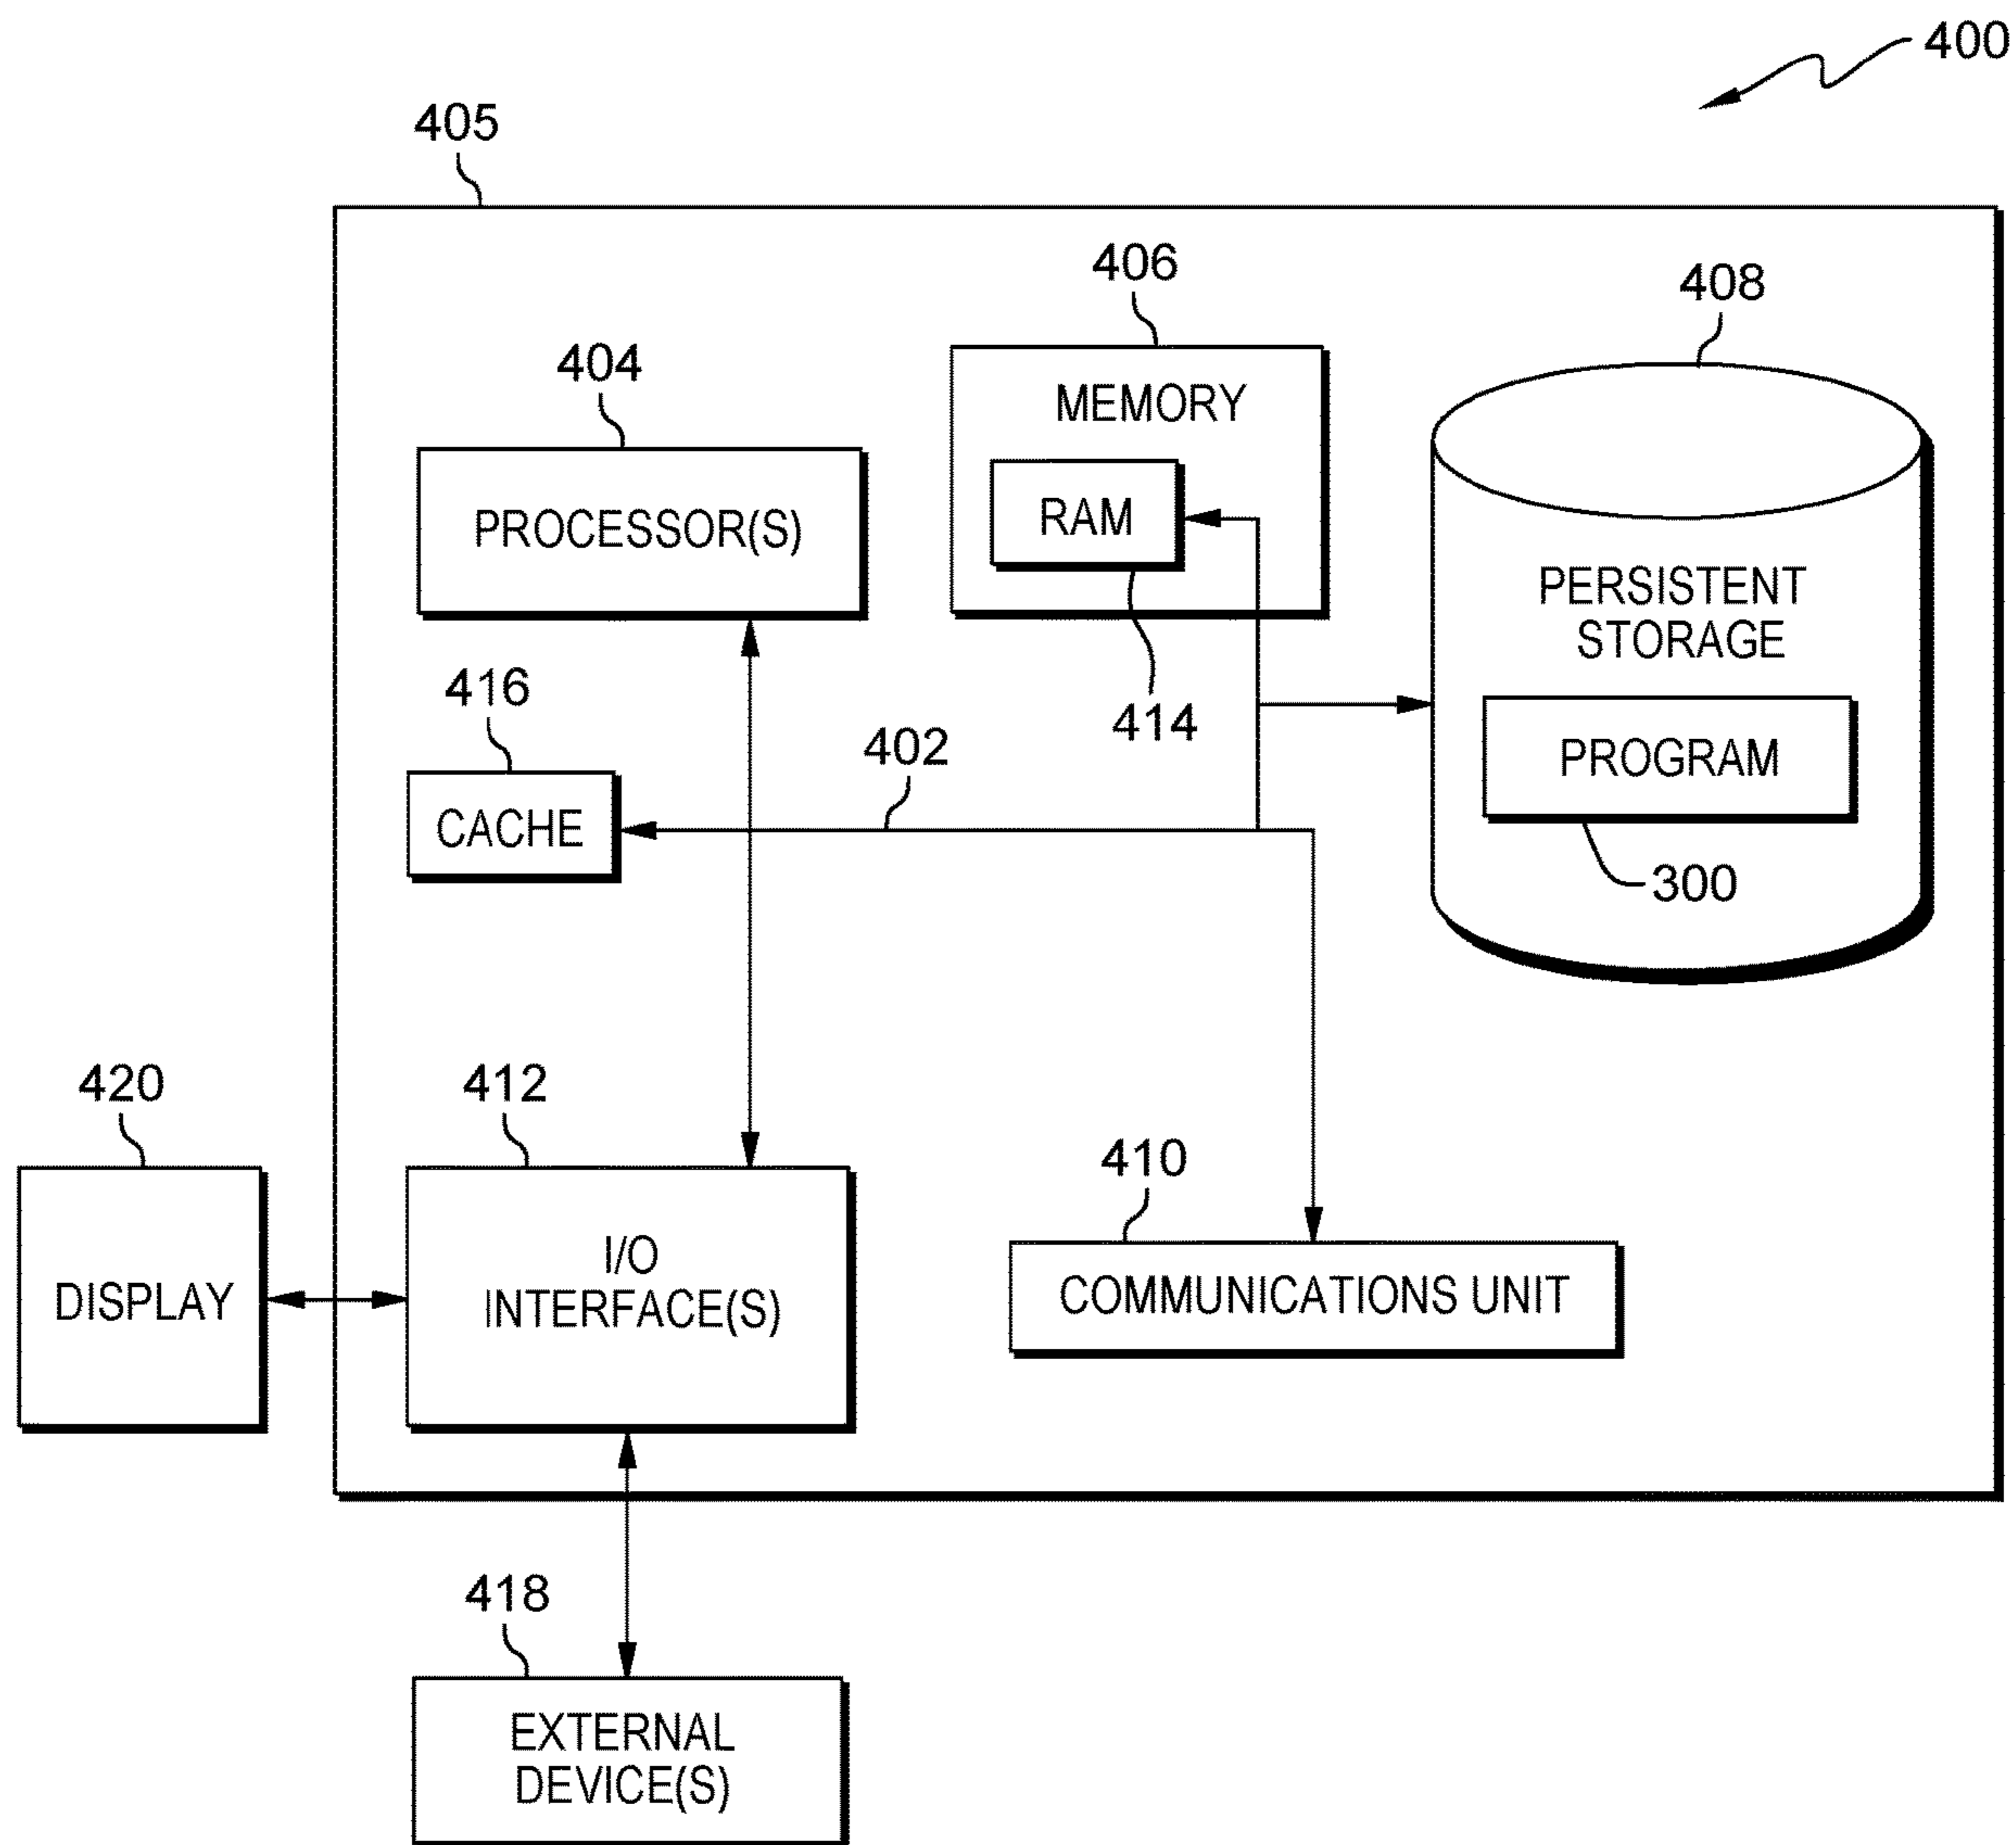 400
405
406
408
404
MEMORY
PROCESSOR(S)
RAM
PERSISTENT
STORAGE
416
414
402
PROGRAM
CACHE
300
420
412
410
I/O
INTERFACE(S)
DISPLAY
COMMUNICATIONS UNIT
418
EXTERNAL
DEVICE(S)